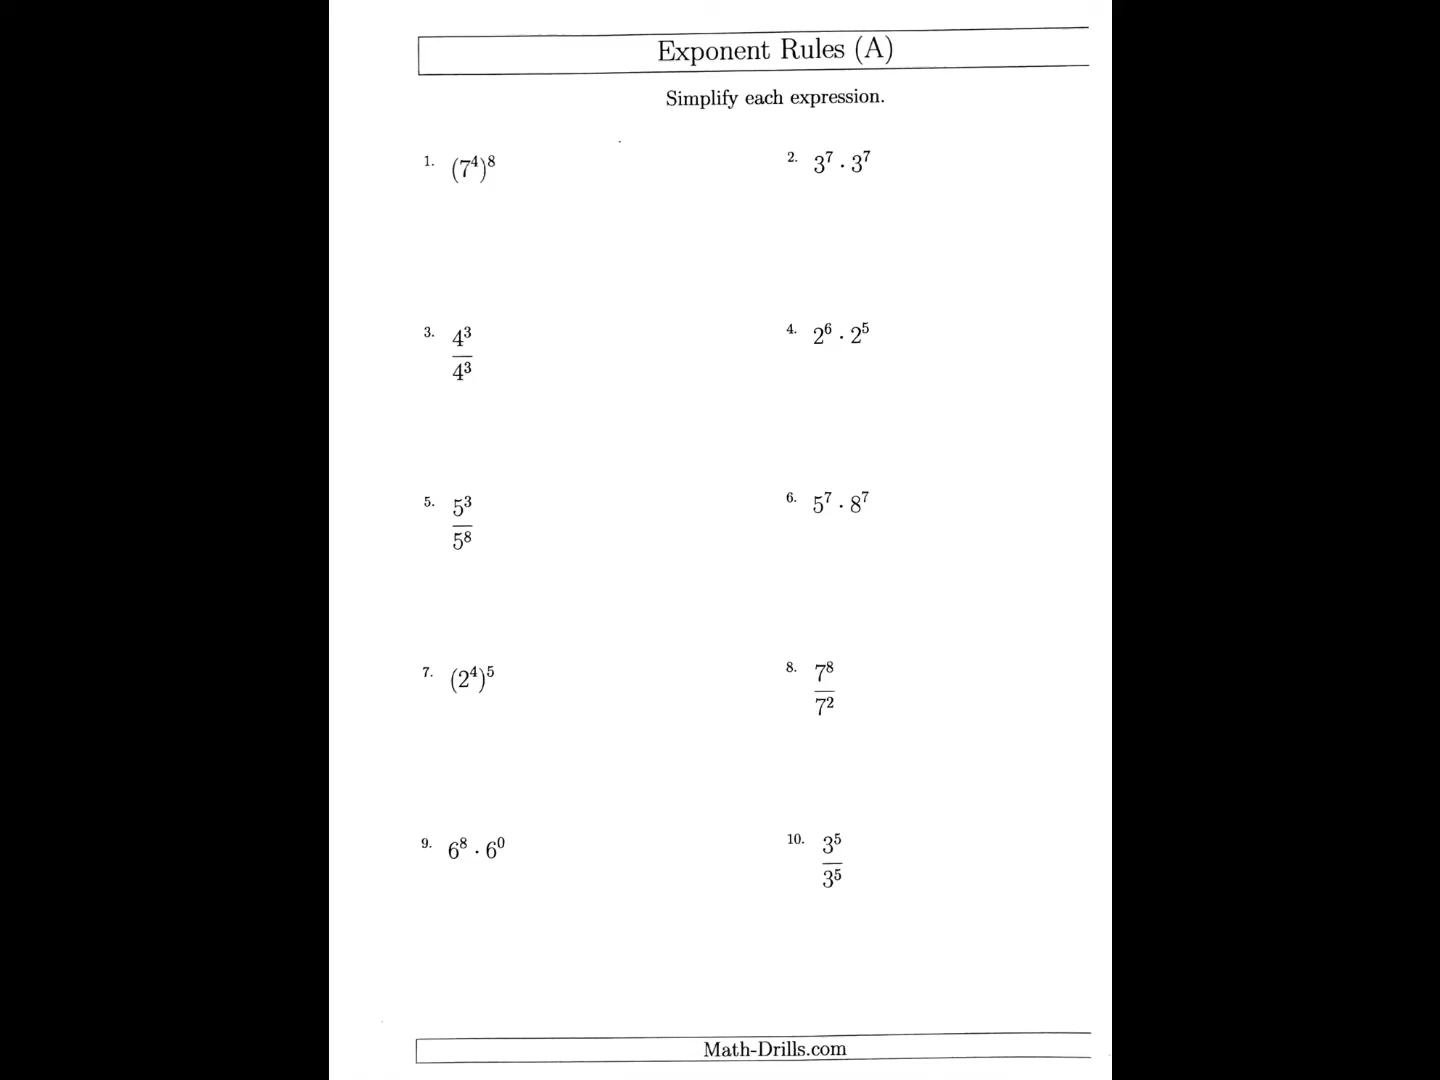 Exponent Rules (A)
Simplify each expression.
1. (7⁴)⁸
2. 3⁷ · 3⁷
3. 4³/4³
4. 2⁶ · 2⁵
5. 5³/5⁸
6. 5⁷ · 8⁷
7. (2⁴)⁵
8. 7⁸/7²
9. 6⁸ · 6⁰
10. 3⁵/3⁵
Math-Drills.com